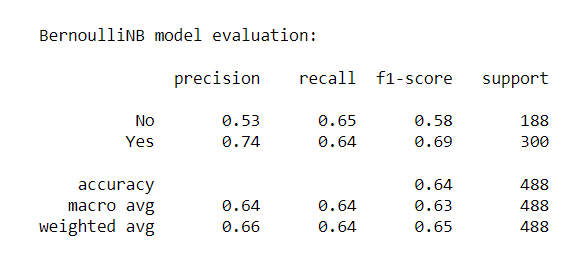 BernoulliNB model evaluation:
precision recall f1-score support
No 0.53 0.65 0.58 188
Yes 0.74 0.64 0.69 300
accuracy 0.64 488
macro avg 0.64 0.64 0.63 488
weighted avg 0.66 0.64 0.65 488